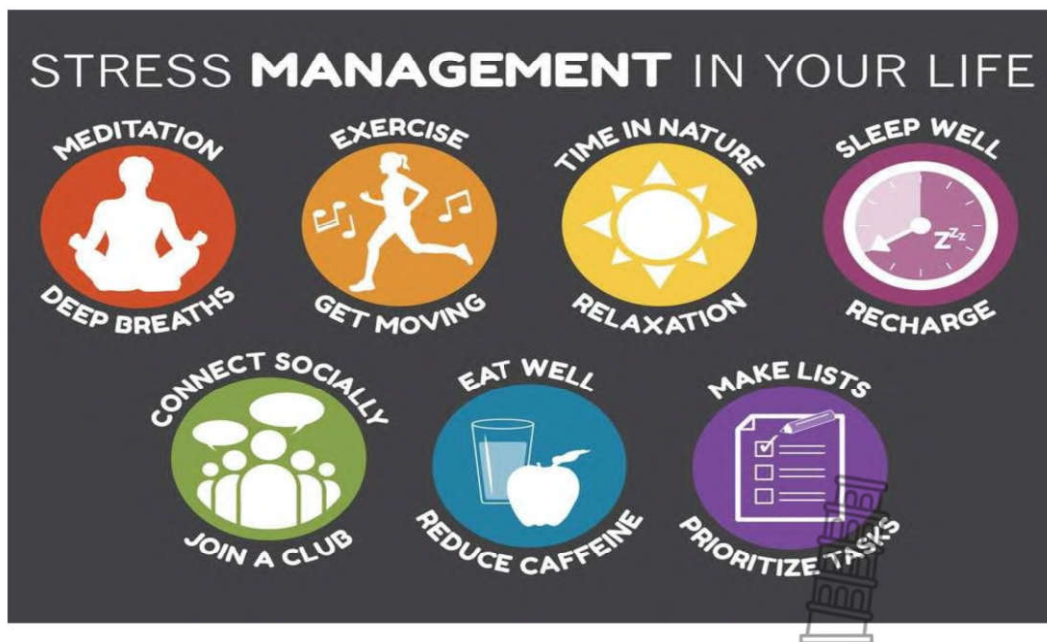 STRESS MANAGEMENT IN YOUR LIFE
MEDITATION
DEEP BREATHS
EXERCISE
GET MOVING
TIME IN NATURE
RELAXATION
SLEEP WELL
ZZZ
RECHARGE
CONNECT SOCIALLY
JOIN A CLUB
EAT WELL
REDUCE CAFFEINE
MAKE LISTS
PRIORITIZE TASKS